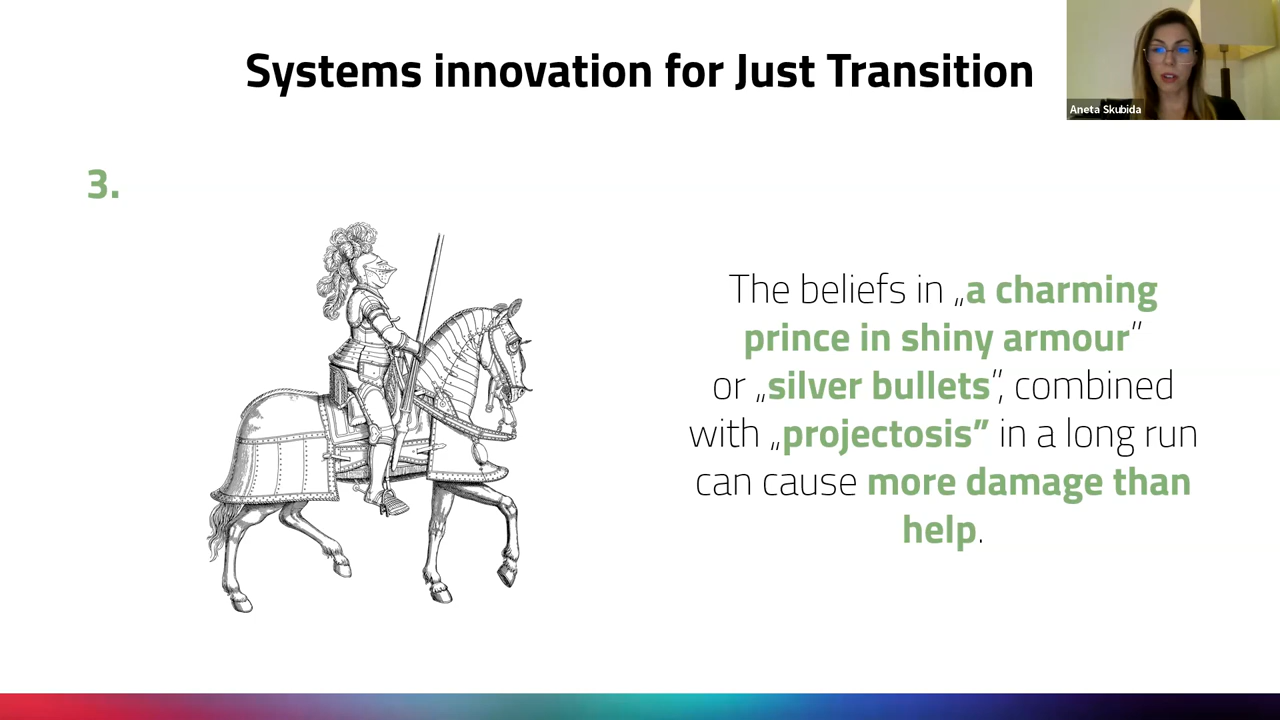 Systems innovation for Just Transition
Aneta Skubida
3.
The beliefs in „a charming
prince in shiny armour”
or „silver bullets”, combined
with „projectosis” in a long run
can cause more damage than
help.